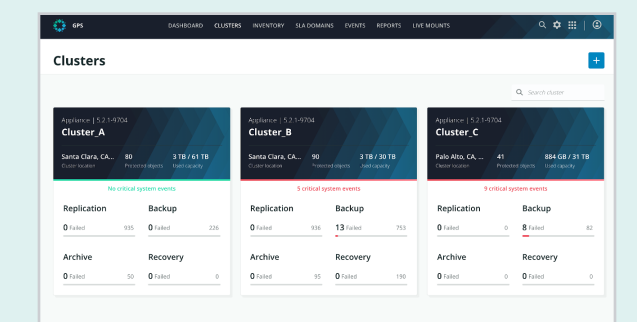 GPS DASHBOARD CLUSTERS INVENTORY SLA DOMAINS EVENTS REPORTS LIVE MOUNTS
Clusters
+
Search cluster
Appliance | 5.2.1-9704
Cluster_A
Santa Clara, CA... 80 3 TB / 61 TB
Cluster location Protected objects Used capacity
No critical system events
Replication Backup
0 Failed 935 0 Failed 226
Archive Recovery
0 Failed 50 0 Failed 0
Appliance | 5.2.1-9704
Cluster_B
Santa Clara, CA... 90 3 TB / 30 TB
Cluster location Protected objects Used capacity
5 critical system events
Replication Backup
0 Failed 936 13 Failed 753
Archive Recovery
0 Failed 95 0 Failed 190
Appliance | 5.2.1-9704
Cluster_C
Palo Alto, CA, ... 41 884 GB / 31 TB
Cluster location Protected objects Used capacity
9 critical system events
Replication Backup
0 Failed 0 8 Failed 82
Archive Recovery
0 Failed 0 0 Failed 0